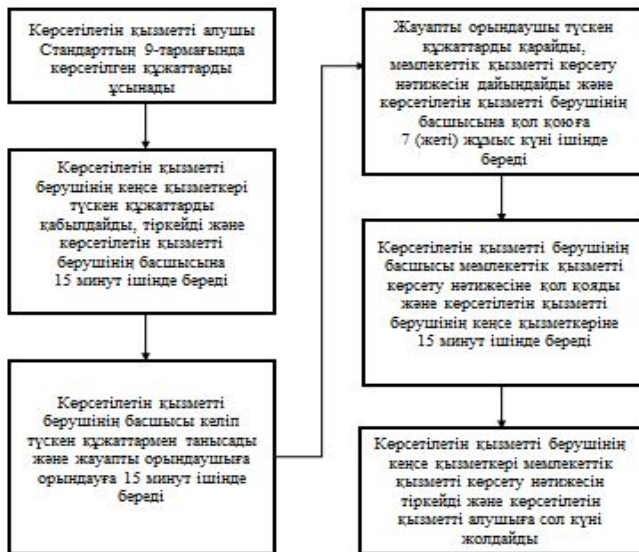 Көрсетілетін қызметті алушы
Стандарттың 9-тармағында
көрсетілген құжаттарды
ұсынады
Көрсетілетін қызметті
берушінің кеңсе қызметкері
түскен құжаттарды
қабылдайды, тіркейді және
көрсетілетін қызметті
берушінің басшысына
15 минут ішінде береді
Көрсетілетін қызметті
берушінің басшысы келіп
түскен құжаттармен танысады
және жауапты орындаушыға
орындауға 15 минут ішінде
береді
Жауапты орындаушы түскен
құжаттарды қарайды,
мемлекеттік қызметті көрсету
нәтижесін дайындайды және
көрсетілетін қызметті берушінің
басшысына қол қоюға
7 (жеті) жұмыс күні ішінде
береді
Көрсетілетін қызметті берушінің
басшысы мемлекеттік қызметті
көрсету нәтижесіне қол қояды
және көрсетілетін қызметті
берушінің кеңсе қызметкеріне
15 минут ішінде береді
Көрсетілетін қызметті берушінің
кеңсе қызметкері мемлекеттік
қызметті көрсету нәтижесін
тіркейді және көрсетілетін
қызметті алушыға сол күні
жолдайды